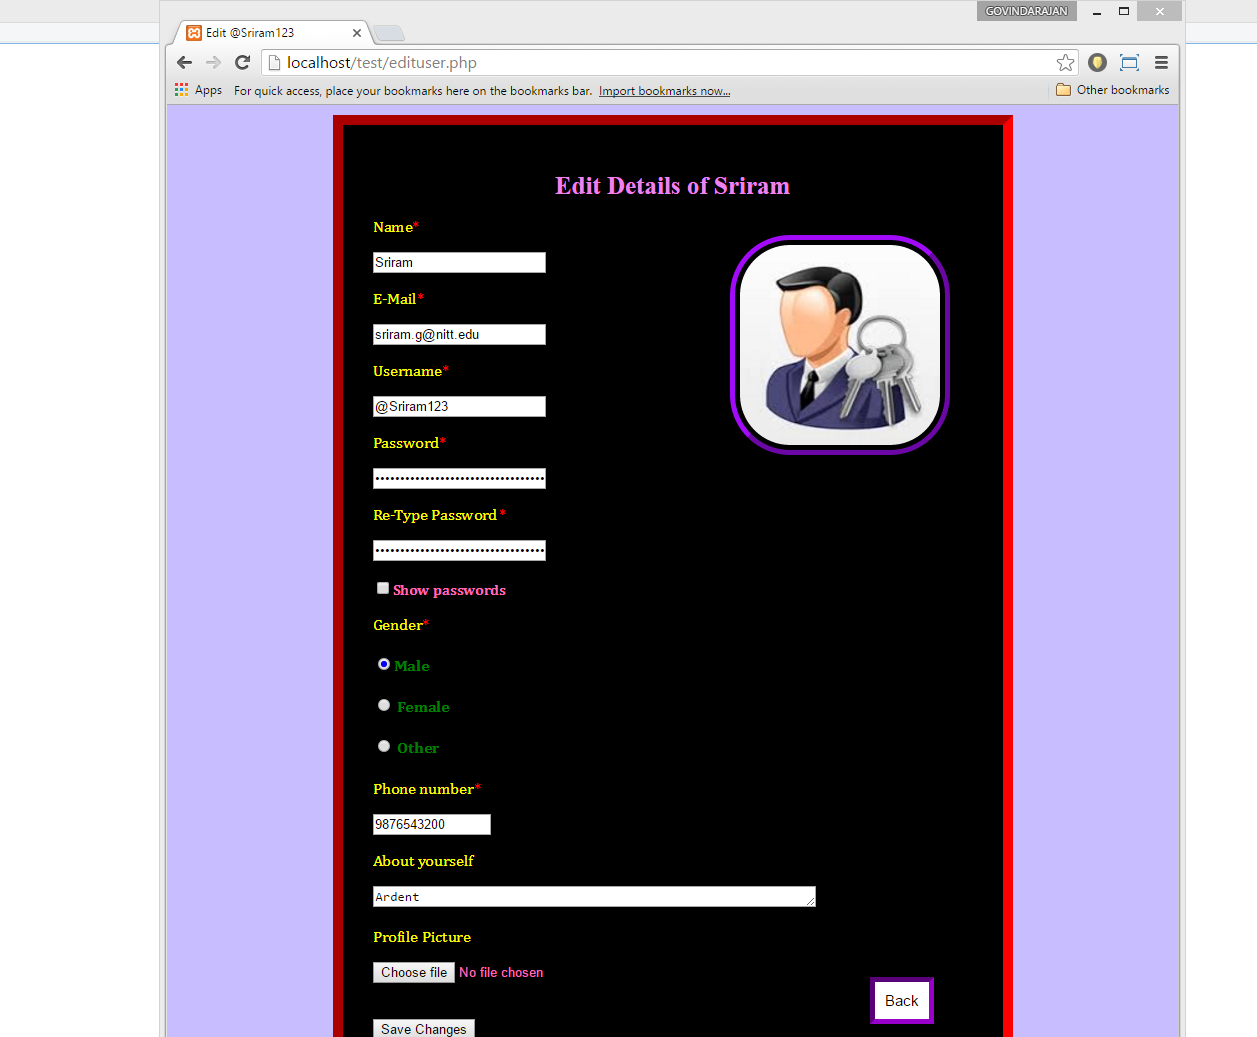 GOVINDARAJAN
Edit @Sriram123
localhost/test/edituser.php
Apps For quick access, place your bookmarks here on the bookmarks bar. Import bookmarks now... Other bookmarks
Edit Details of Sriram
Name*
Sriram
E-Mail*
sriram.g@nitt.edu
Username*
@Sriram123
Password*
Re-Type Password*
Show passwords
Gender*
Male
Female
Other
Phone number*
9876543200
About yourself
Ardent
Profile Picture
Choose file No file chosen
Back
Save Changes